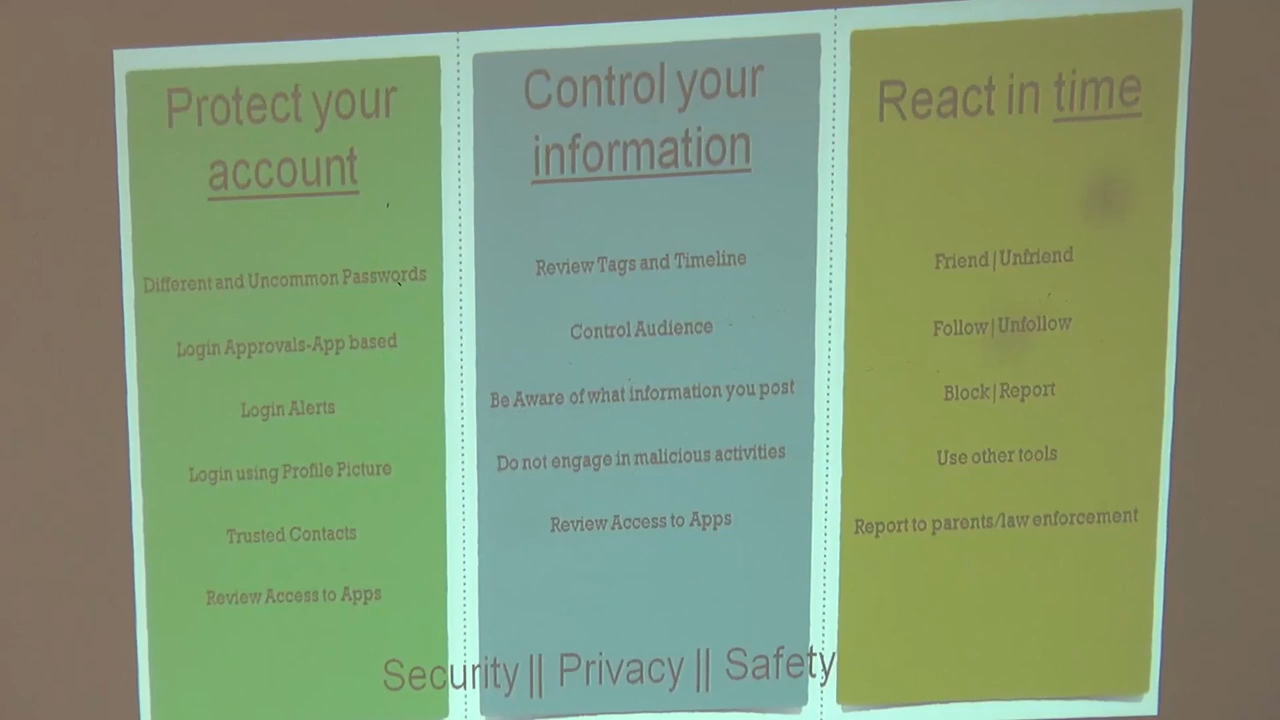 Protect your
account
Different and Uncommon Passwords
Login Approvals-App based
Login Alerts
Login using Profile Picture
Trusted Contacts
Review Access to Apps
Control your
information
Review Tags and Timeline
Control Audience
Be Aware of what information you post
Do not engage in malicious activities
Review Access to Apps
React in time
Friend|Unfriend
Follow|Unfollow
Block|Report
Use other tools
Report to parents/law enforcement
Security || Privacy || Safety